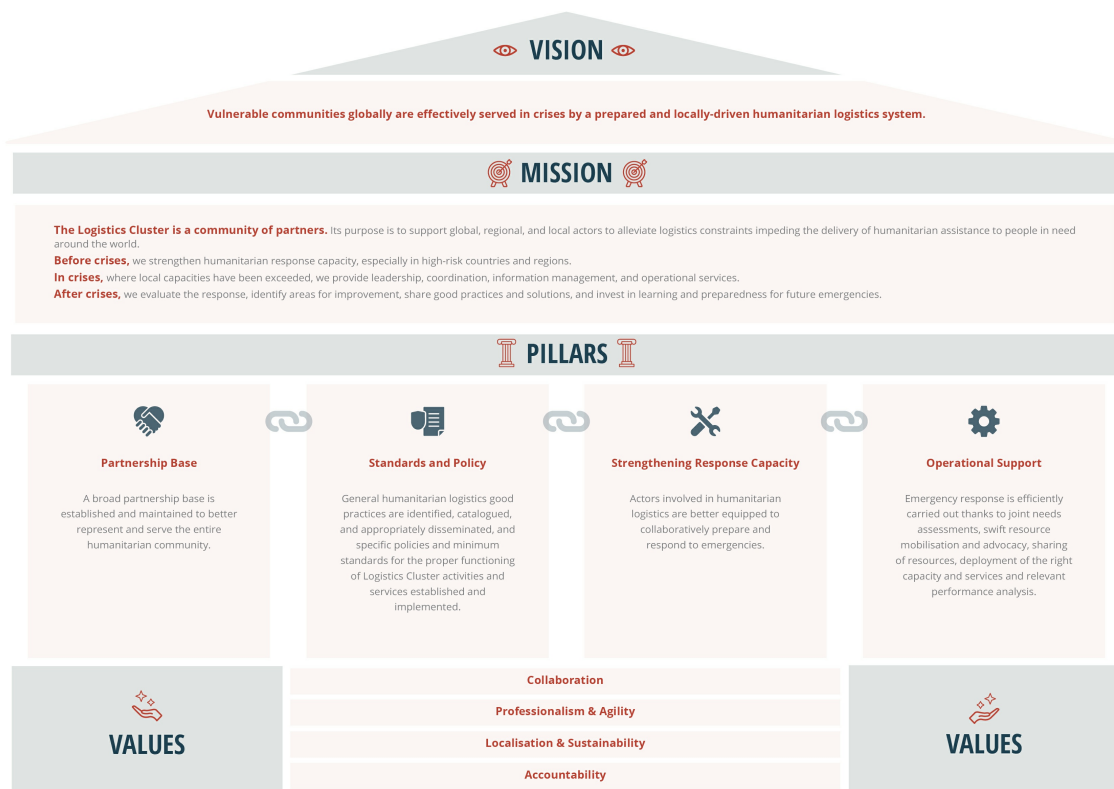 VISION
Vulnerable communities globally are effectively served in crises by a prepared and locally-driven humanitarian logistics system.
MISSION
The Logistics Cluster is a community of partners. Its purpose is to support global, regional, and local actors to alleviate logistics constraints impeding the delivery of humanitarian assistance to people in need
around the world.
Before crises, we strengthen humanitarian response capacity, especially in high-risk countries and regions.
In crises, where local capacities have been exceeded, we provide leadership, coordination, information management, and operational services.
After crises, we evaluate the response, identify areas for improvement, share good practices and solutions, and invest in learning and preparedness for future emergencies.
PILLARS
Partnership Base
A broad partnership base is
established and maintained to better
represent and serve the entire
humanitarian community.
Standards and Policy
General humanitarian logistics good
practices are identified, catalogued,
and appropriately disseminated, and
specific policies and minimum
standards for the proper functioning
of Logistics Cluster activities and
services established and
implemented.
Strengthening Response Capacity
Actors involved in humanitarian
logistics are better equipped to
collaboratively prepare and
respond to emergencies.
Operational Support
Emergency response is efficiently
carried out thanks to joint needs
assessments, swift resource
mobilisation and advocacy, sharing
of resources, deployment of the right
capacity and services and relevant
performance analysis.
VALUES
Collaboration
Professionalism & Agility
Localisation & Sustainability
Accountability
VALUES